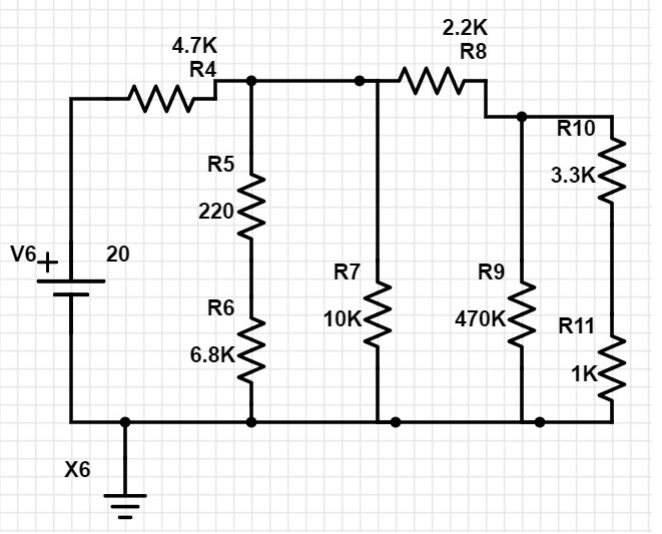 2.2K
R8
4.7K
R4
R10
3.3K
R5
220
V6
+
20
R7
10K
R9
470K
R6
6.8K
R11
1K
X6